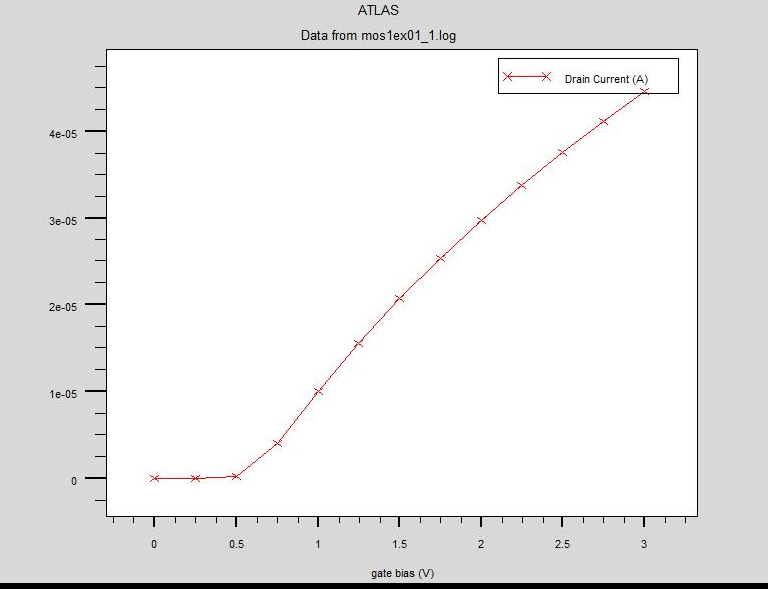 ATLAS
Data from mos1ex01_1.log
Drain Current (A)
4e-05
3e-05
2e-05
1e-05
0
0 0.5 1 1.5 2 2.5 3
gate bias (V)